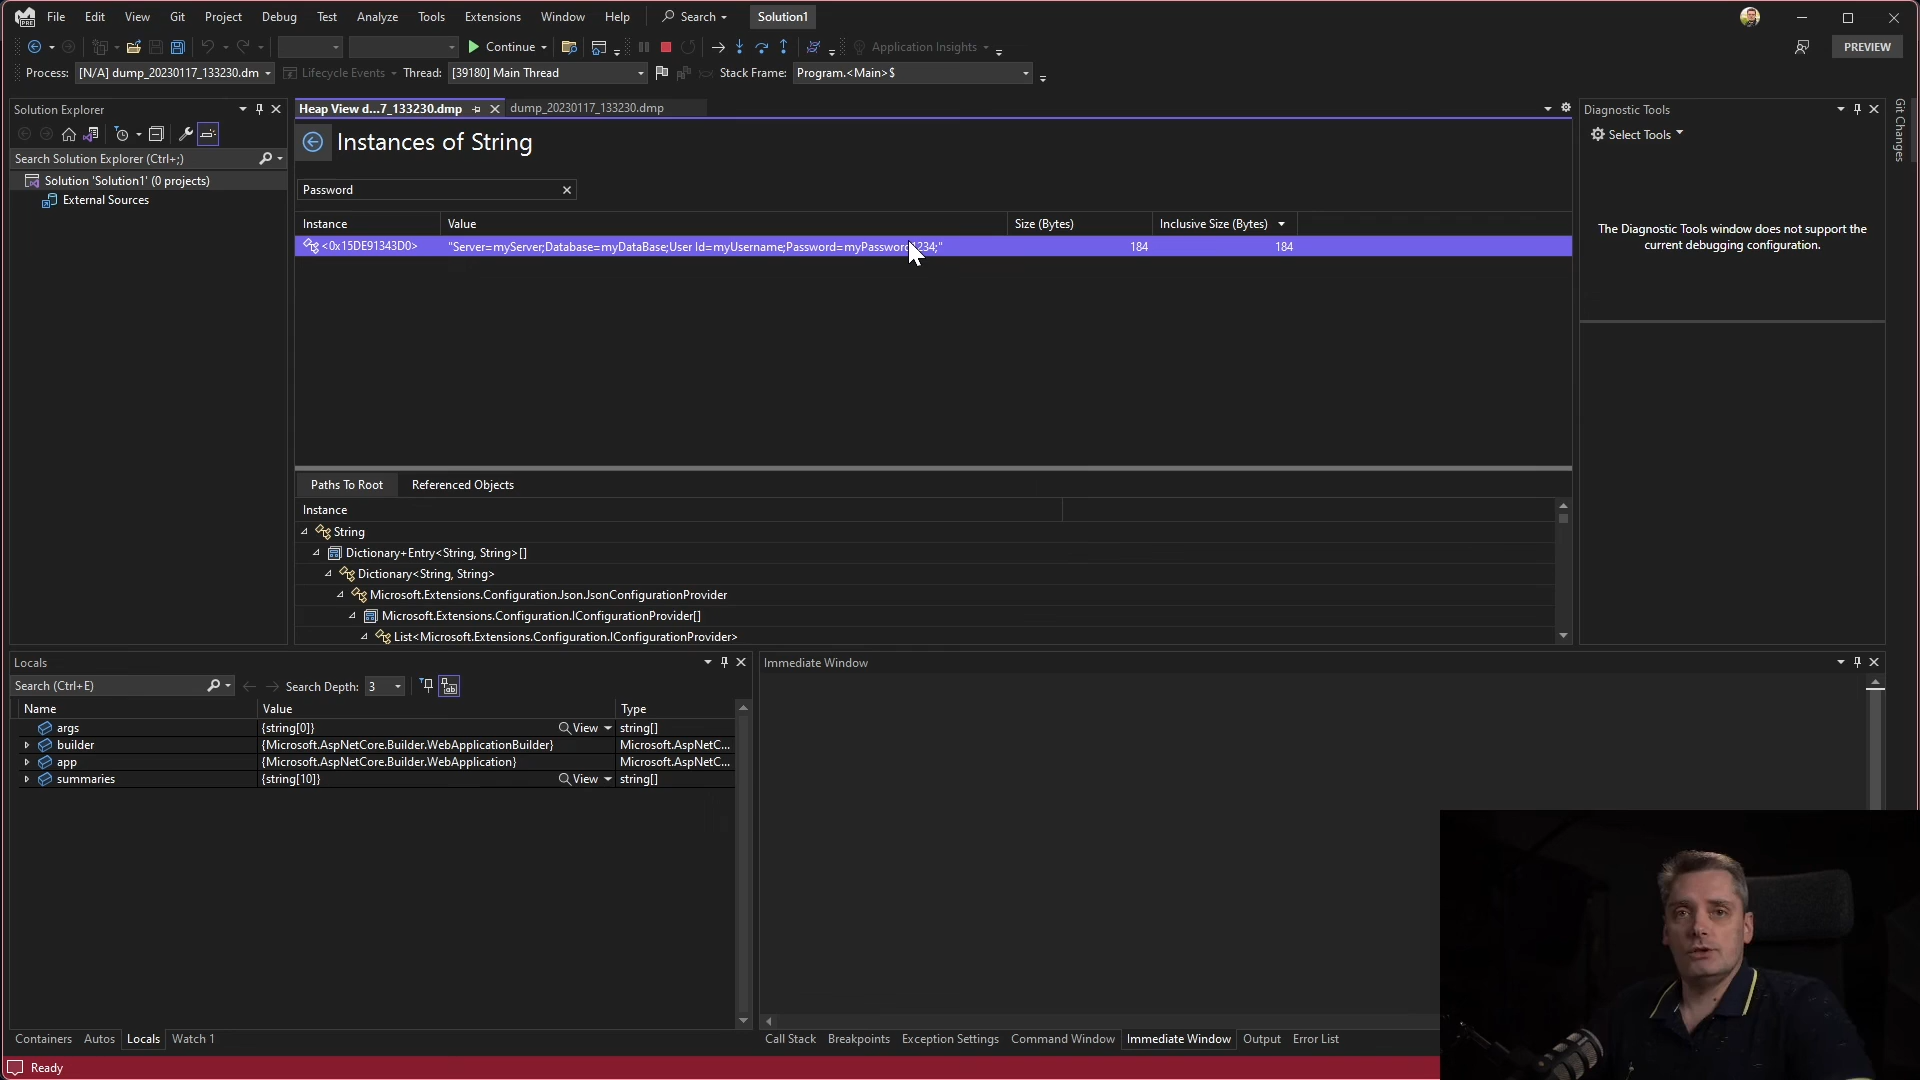 File Edit View Git Project Debug Test Analyze Tools Extensions Window Help Search Solution1
Continue Application Insights PREVIEW
Process: [N/A] dump_20230117_133230.dm Lifecycle Events Thread: [39180] Main Thread Stack Frame: Program.<Main>$
Solution Explorer
Search Solution Explorer (Ctrl+;)
Solution 'Solution1' (0 projects)
External Sources
Heap View d...7_133230.dmp dump_20230117_133230.dmp
Instances of String
Password
Instance Value Size (Bytes) Inclusive Size (Bytes)
<0x15DE91343D0> "Server=myServer;Database=myDataBase;User Id=myUsername;Password=myPassword1234;" 184 184
Paths To Root Referenced Objects
Instance
String
Dictionary+Entry<String, String>[]
Dictionary<String, String>
Microsoft.Extensions.Configuration.Json.JsonConfigurationProvider
Microsoft.Extensions.Configuration.IConfigurationProvider[]
List<Microsoft.Extensions.Configuration.IConfigurationProvider>
Diagnostic Tools
Select Tools
The Diagnostic Tools window does not support the
current debugging configuration.
Git Changes
Locals
Search (Ctrl+E) Search Depth: 3
Name Value Type
args {string[0]} View string[]
builder {Microsoft.AspNetCore.Builder.WebApplicationBuilder} Microsoft.AspNetC...
app {Microsoft.AspNetCore.Builder.WebApplication} Microsoft.AspNetC...
summaries {string[10]} View string[]
Containers Autos Locals Watch 1
Immediate Window
Call Stack Breakpoints Exception Settings Command Window Immediate Window Output Error List
Ready